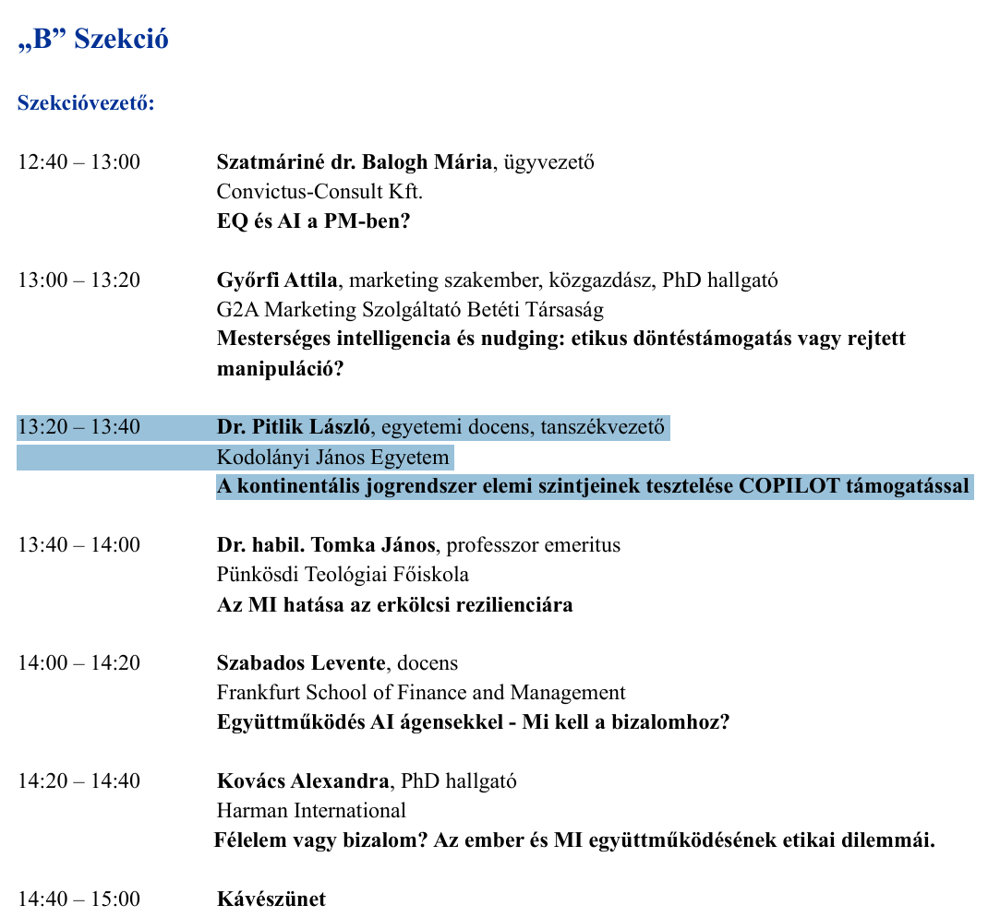 „B” Szekció
Szekcióvezető:
12:40 – 13:00 Szatmáriné dr. Balogh Mária, ügyvezető
Convictus-Consult Kft.
EQ és AI a PM-ben?
13:00 – 13:20 Győrfi Attila, marketing szakember, közgazdász, PhD hallgató
G2A Marketing Szolgáltató Betéti Társaság
Mesterséges intelligencia és nudging: etikus döntéstámogatás vagy rejtett
manipuláció?
13:20 – 13:40 Dr. Pitlik László, egyetemi docens, tanszékvezető
Kodolányi János Egyetem
A kontinentális jogrendszer elemi szintjeinek tesztelése COPILOT támogatással
13:40 – 14:00 Dr. habil. Tomka János, professzor emeritus
Pünkösdi Teológiai Főiskola
Az MI hatása az erkölcsi rezilienciára
14:00 – 14:20 Szabados Levente, docens
Frankfurt School of Finance and Management
Együttműködés AI ágensekkel - Mi kell a bizalomhoz?
14:20 – 14:40 Kovács Alexandra, PhD hallgató
Harman International
Félelem vagy bizalom? Az ember és MI együttműködésének etikai dilemmái.
14:40 – 15:00 Kávészünet